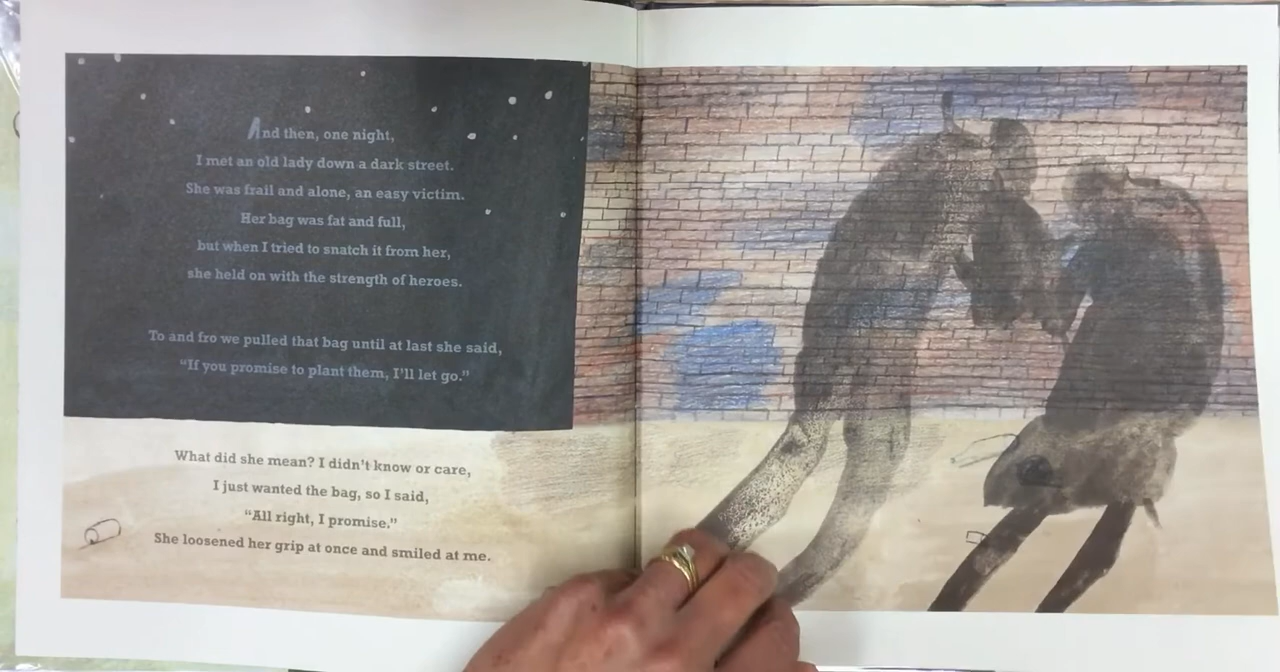 And then, one night,
I met an old lady down a dark street.
She was frail and alone, an easy victim.
Her bag was fat and full,
but when I tried to snatch it from her,
she held on with the strength of heroes.
To and fro we pulled that bag until at last she said,
“If you promise to plant them, I’ll let go.”
What did she mean? I didn’t know or care,
I just wanted the bag, so I said,
“All right, I promise.”
She loosened her grip at once and smiled at me.